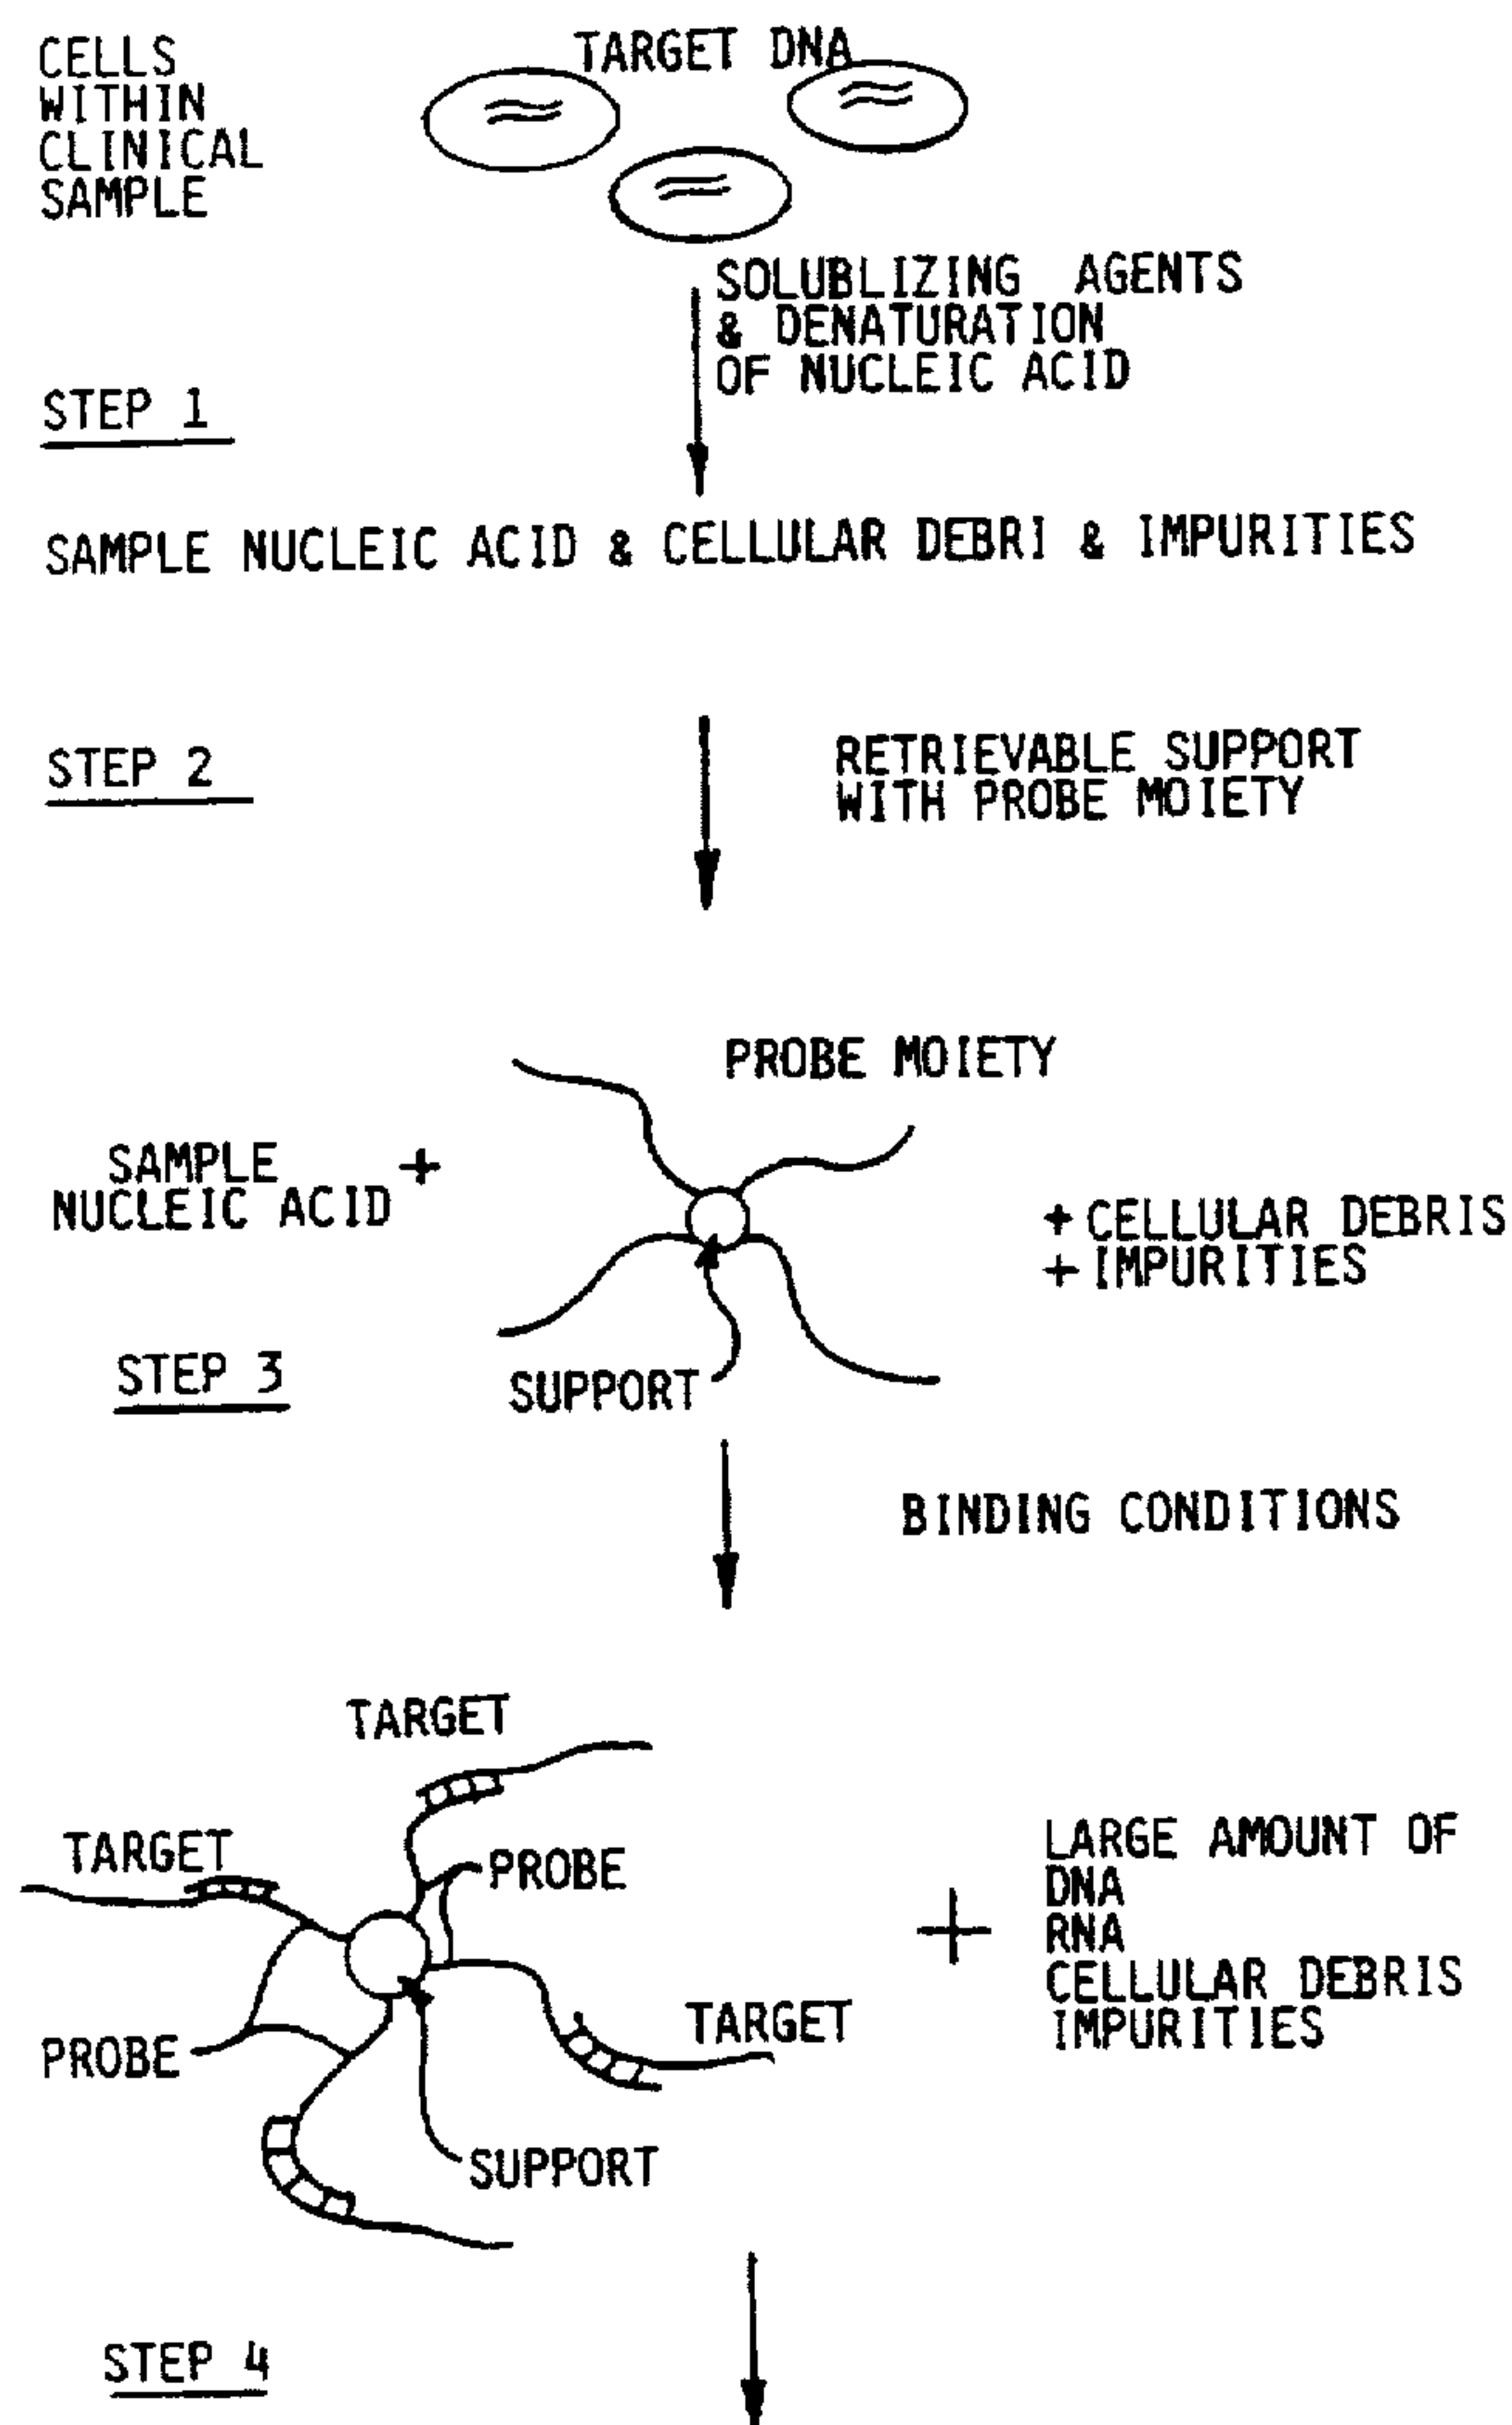 CELLS
WITHIN
CLINICAL
SAMPLE
TARGET DNA
SOLUBLIZING AGENTS
& DENATURATION
OF NUCLEIC ACID
STEP 1
SAMPLE NUCLEIC ACID & CELLULAR DEBRI & IMPURITIES
STEP 2
RETRIEVABLE SUPPORT
WITH PROBE MOIETY
PROBE MOIETY
SAMPLE +
NUCLEIC ACID
+ CELLULAR DEBRIS
+ IMPURITIES
SUPPORT
STEP 3
BINDING CONDITIONS
TARGET
TARGET
PROBE
TARGET
PROBE
SUPPORT
+
LARGE AMOUNT OF
DNA
RNA
CELLULAR DEBRIS
IMPURITIES
STEP 4